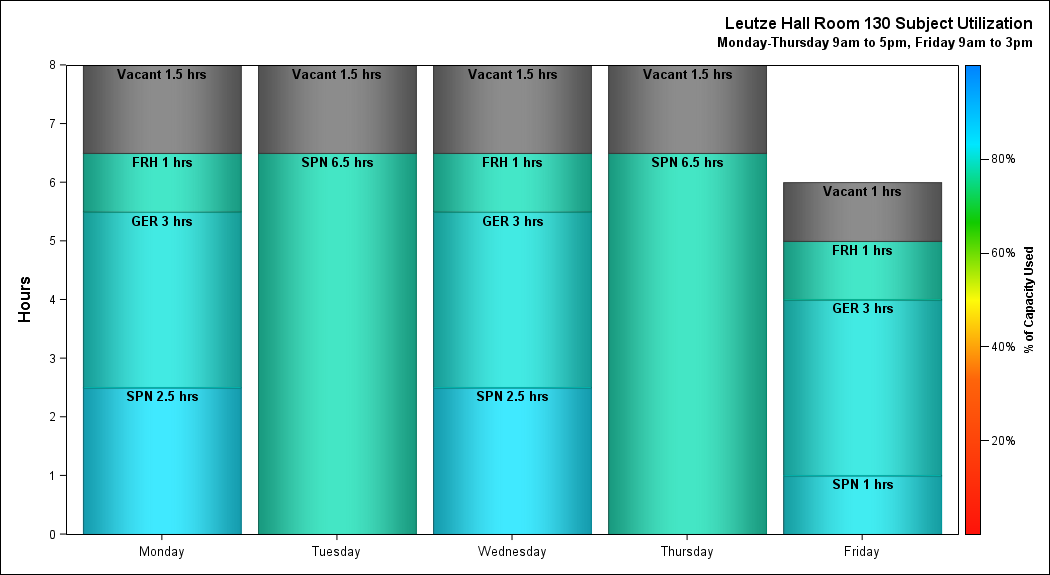 Leutze Hall Room 130 Subject Utilization
Monday-Thursday 9am to 5pm, Friday 9am to 3pm
Hours
8
7
6
5
4
3
2
1
0
Vacant 1.5 hrs
FRH 1 hrs
GER 3 hrs
SPN 2.5 hrs
Monday
Vacant 1.5 hrs
SPN 6.5 hrs
Tuesday
Vacant 1.5 hrs
FRH 1 hrs
GER 3 hrs
SPN 2.5 hrs
Wednesday
Vacant 1.5 hrs
SPN 6.5 hrs
Thursday
Vacant 1 hrs
FRH 1 hrs
GER 3 hrs
SPN 1 hrs
Friday
80%
60%
40%
20%
% of Capacity Used